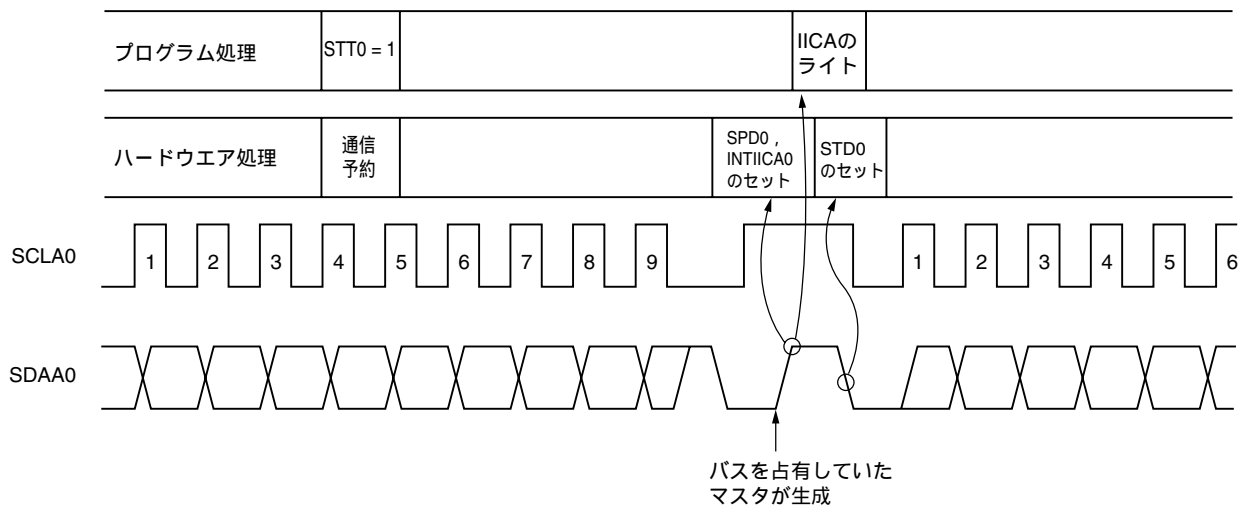 プログラム処理
STT0 = 1
IICAの
ライト
ハードウエア処理
通信
予約
SPD0 ,
INTIICA0
のセット
STD0
のセット
SCLA0
1 2 3 4 5 6 7 8 9 1 2 3 4 5 6
SDAA0
バスを占有していた
マスタが生成